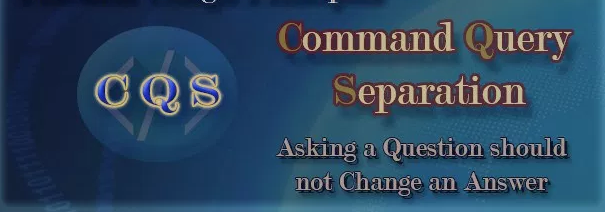 Command Query
Separation
C Q S
Asking a Question should
not Change an Answer